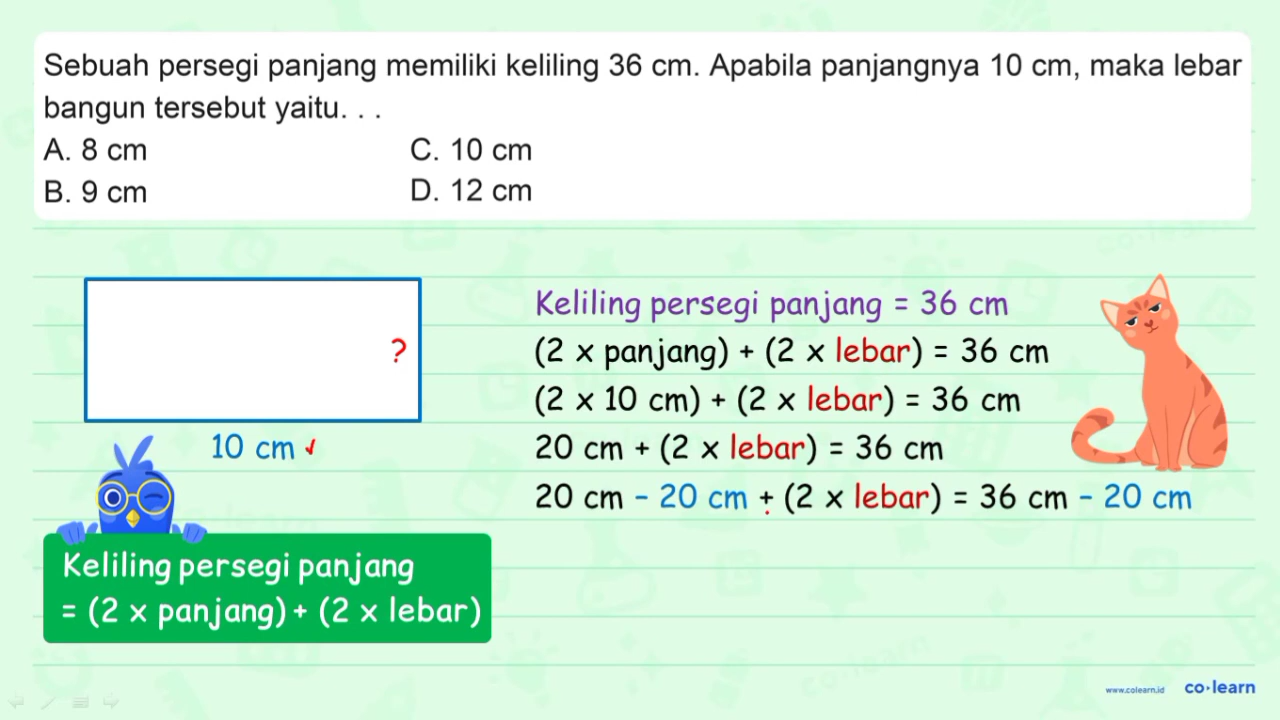 Sebuah persegi panjang memiliki keliling 36 cm. Apabila panjangnya 10 cm, maka lebar
bangun tersebut yaitu. . .
A. 8 cm
C. 10 cm
B. 9 cm
D. 12 cm
?
10 cm
Keliling persegi panjang
= (2 x panjang) + (2 x lebar)
Keliling persegi panjang = 36 cm
(2 x panjang) + (2 x lebar) = 36 cm
(2 x 10 cm) + (2 x lebar) = 36 cm
20 cm + (2 x lebar) = 36 cm
20 cm – 20 cm + (2 x lebar) = 36 cm – 20 cm
www.colearn.id
co·learn